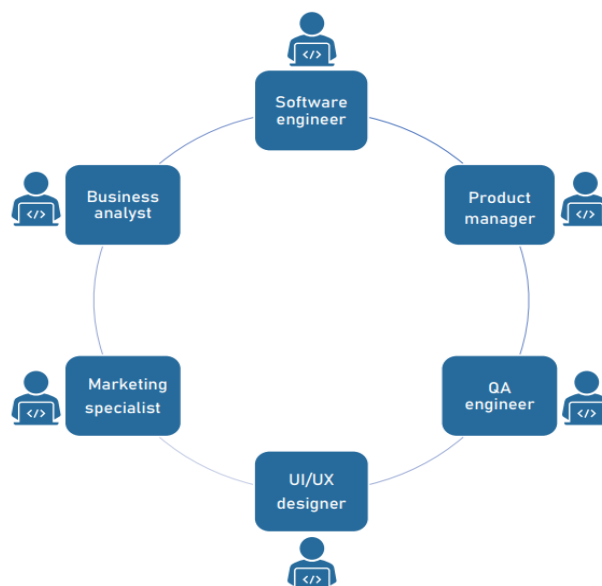 </>
Software
engineer
Business
analyst
</>
Product
manager
</>
</>
Marketing
specialist
</>
QA
engineer
</>
UI/UX
designer
</>